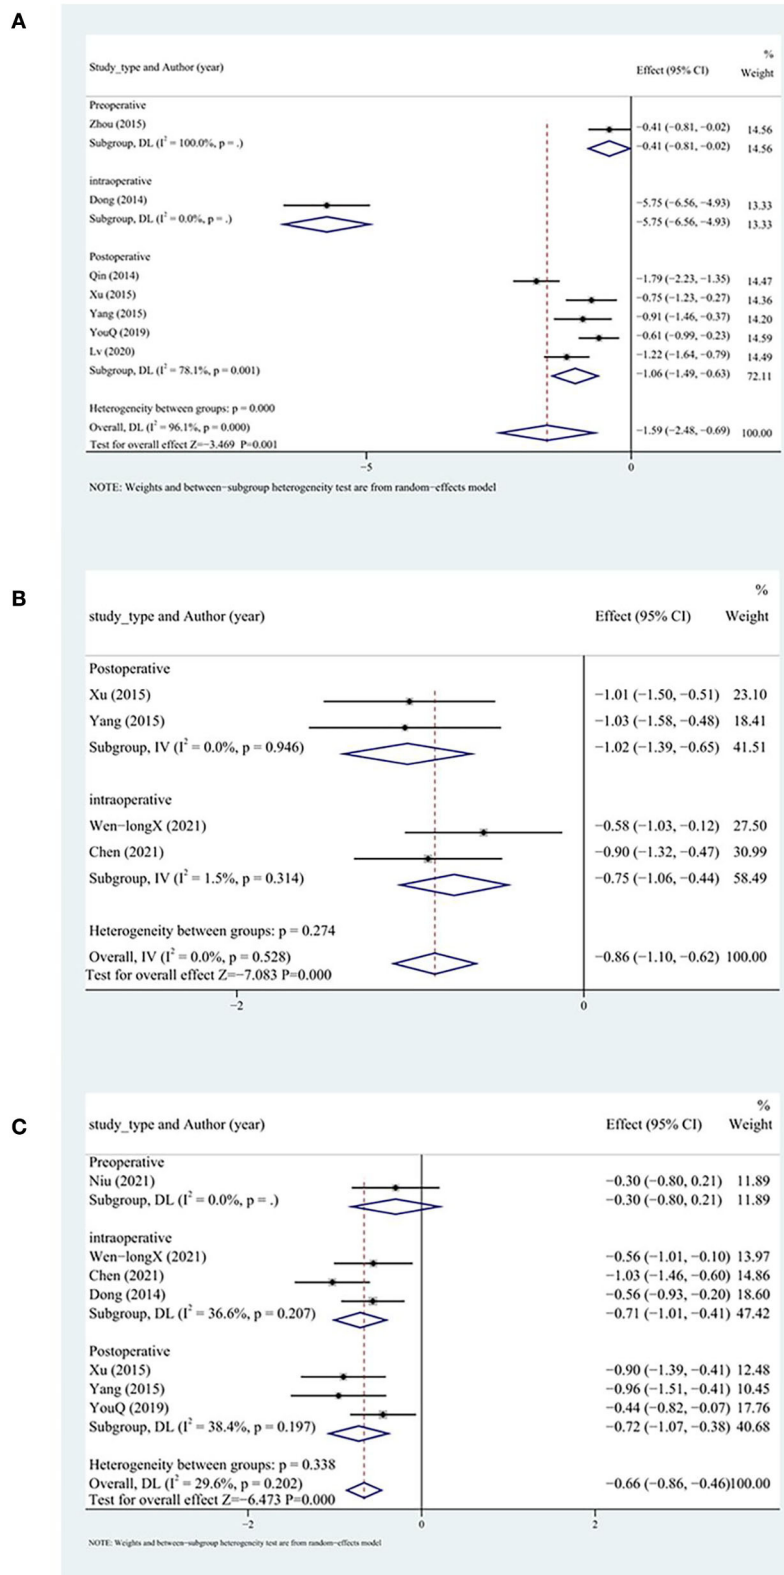 A
%
Study_type and Author (year) Effect (95% CI) Weight
Preoperative
Zhou (2015) −0.41 (−0.81, −0.02) 14.56
Subgroup, DL (I² = 100.0%, p = .) −0.41 (−0.81, −0.02) 14.56
intraoperative
Dong (2014) −5.75 (−6.56, −4.93) 13.33
Subgroup, DL (I² = 0.0%, p = .) −5.75 (−6.56, −4.93) 13.33
Postoperative
Qin (2014) −1.79 (−2.23, −1.35) 14.47
Xu (2015) −0.75 (−1.23, −0.27) 14.36
Yang (2015) −0.91 (−1.46, −0.37) 14.20
YouQ (2019) −0.61 (−0.99, −0.23) 14.59
Lv (2020) −1.22 (−1.64, −0.79) 14.49
Subgroup, DL (I² = 78.1%, p = 0.001) −1.06 (−1.49, −0.63) 72.11
Heterogeneity between groups: p = 0.000
Overall, DL (I² = 96.1%, p = 0.000) −1.59 (−2.48, −0.69) 100.00
Test for overall effect Z=−3.469 P=0.001
−5 0
NOTE: Weights and between−subgroup heterogeneity test are from random−effects model
B
%
study_type and Author (year) Effect (95% CI) Weight
Postoperative
Xu (2015) −1.01 (−1.50, −0.51) 23.10
Yang (2015) −1.03 (−1.58, −0.48) 18.41
Subgroup, IV (I² = 0.0%, p = 0.946) −1.02 (−1.39, −0.65) 41.51
intraoperative
Wen−longX (2021) −0.58 (−1.03, −0.12) 27.50
Chen (2021) −0.90 (−1.32, −0.47) 30.99
Subgroup, IV (I² = 1.5%, p = 0.314) −0.75 (−1.06, −0.44) 58.49
Heterogeneity between groups: p = 0.274
Overall, IV (I² = 0.0%, p = 0.528) −0.86 (−1.10, −0.62) 100.00
Test for overall effect Z=−7.083 P=0.000
−2 0
C
%
study_type and Author (year) Effect (95% CI) Weight
Preoperative
Niu (2021) −0.30 (−0.80, 0.21) 11.89
Subgroup, DL (I² = 0.0%, p = .) −0.30 (−0.80, 0.21) 11.89
intraoperative
Wen−longX (2021) −0.56 (−1.01, −0.10) 13.97
Chen (2021) −1.03 (−1.46, −0.60) 14.86
Dong (2014) −0.56 (−0.93, −0.20) 18.60
Subgroup, DL (I² = 36.6%, p = 0.207) −0.71 (−1.01, −0.41) 47.42
Postoperative
Xu (2015) −0.90 (−1.39, −0.41) 12.48
Yang (2015) −0.96 (−1.51, −0.41) 10.45
YouQ (2019) −0.44 (−0.82, −0.07) 17.76
Subgroup, DL (I² = 38.4%, p = 0.197) −0.72 (−1.07, −0.38) 40.68
Heterogeneity between groups: p = 0.338
Overall, DL (I² = 29.6%, p = 0.202) −0.66 (−0.86, −0.46)100.00
Test for overall effect Z=−6.473 P=0.000
−2 0 2
NOTE: Weights and between−subgroup heterogeneity test are from random−effects model